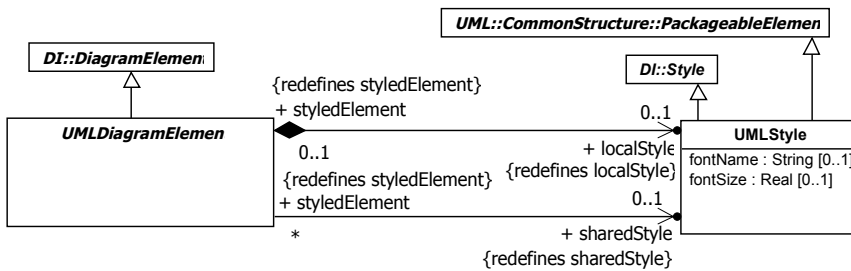 UML::CommonStructure::PackageableElemen
DI::DiagramElement
DI::Style
{redefines styledElement}
+ styledElement
0..1
UMLDiagramElemen
UMLStyle
0..1
+ localStyle
fontName : String [0..1]
{redefines styledElement}
{redefines localStyle}
fontSize : Real [0..1]
+ styledElement
0..1
*
+ sharedStyle
{redefines sharedStyle}